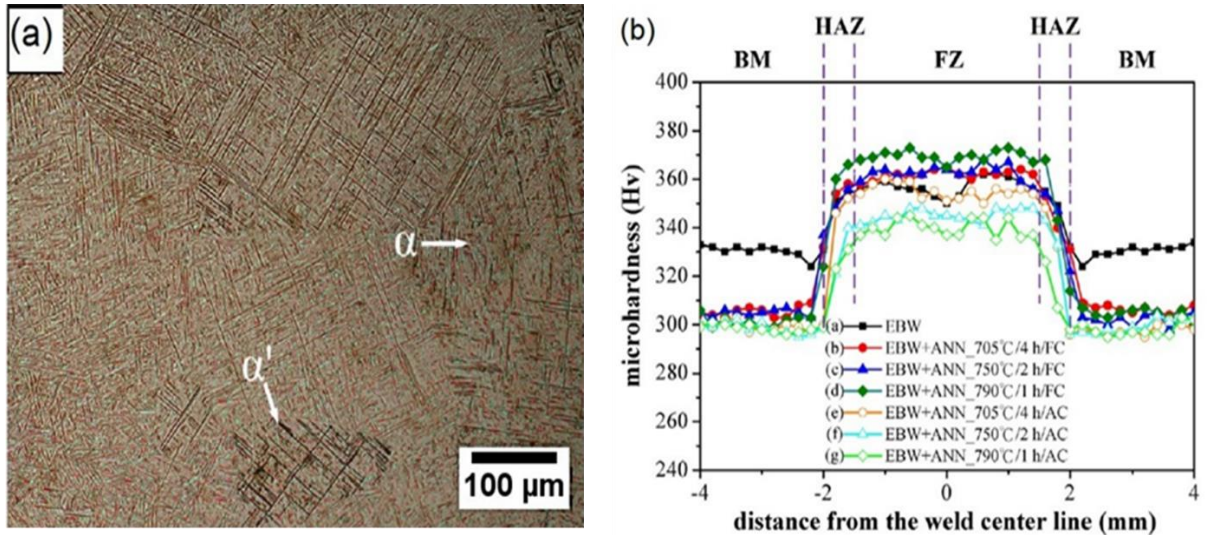 (a)
α
α'
100 µm
(b)
HAZ HAZ
BM FZ BM
400
380
360
340
320
300
280
260
240
microhardness (Hv)
(a) EBW
(b) EBW+ANN_705℃/4 h/FC
(c) EBW+ANN_750℃/2 h/FC
(d) EBW+ANN_790℃/1 h/FC
(e) EBW+ANN_705℃/4 h/AC
(f) EBW+ANN_750℃/2 h/AC
(g) EBW+ANN_790℃/1 h/AC
-4 -2 0 2 4
distance from the weld center line (mm)